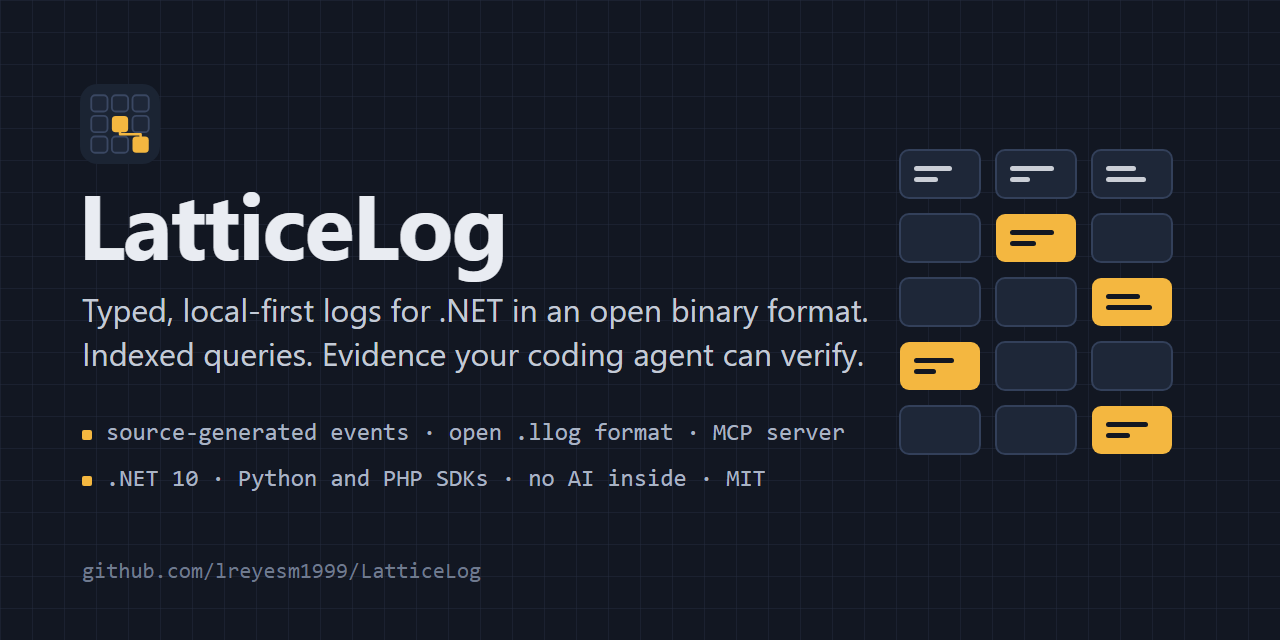 LatticeLog
Typed, local-first logs for .NET in an open binary format.
Indexed queries. Evidence your coding agent can verify.
source-generated events · open .llog format · MCP server
.NET 10 · Python and PHP SDKs · no AI inside · MIT
github.com/lreyesm1999/LatticeLog